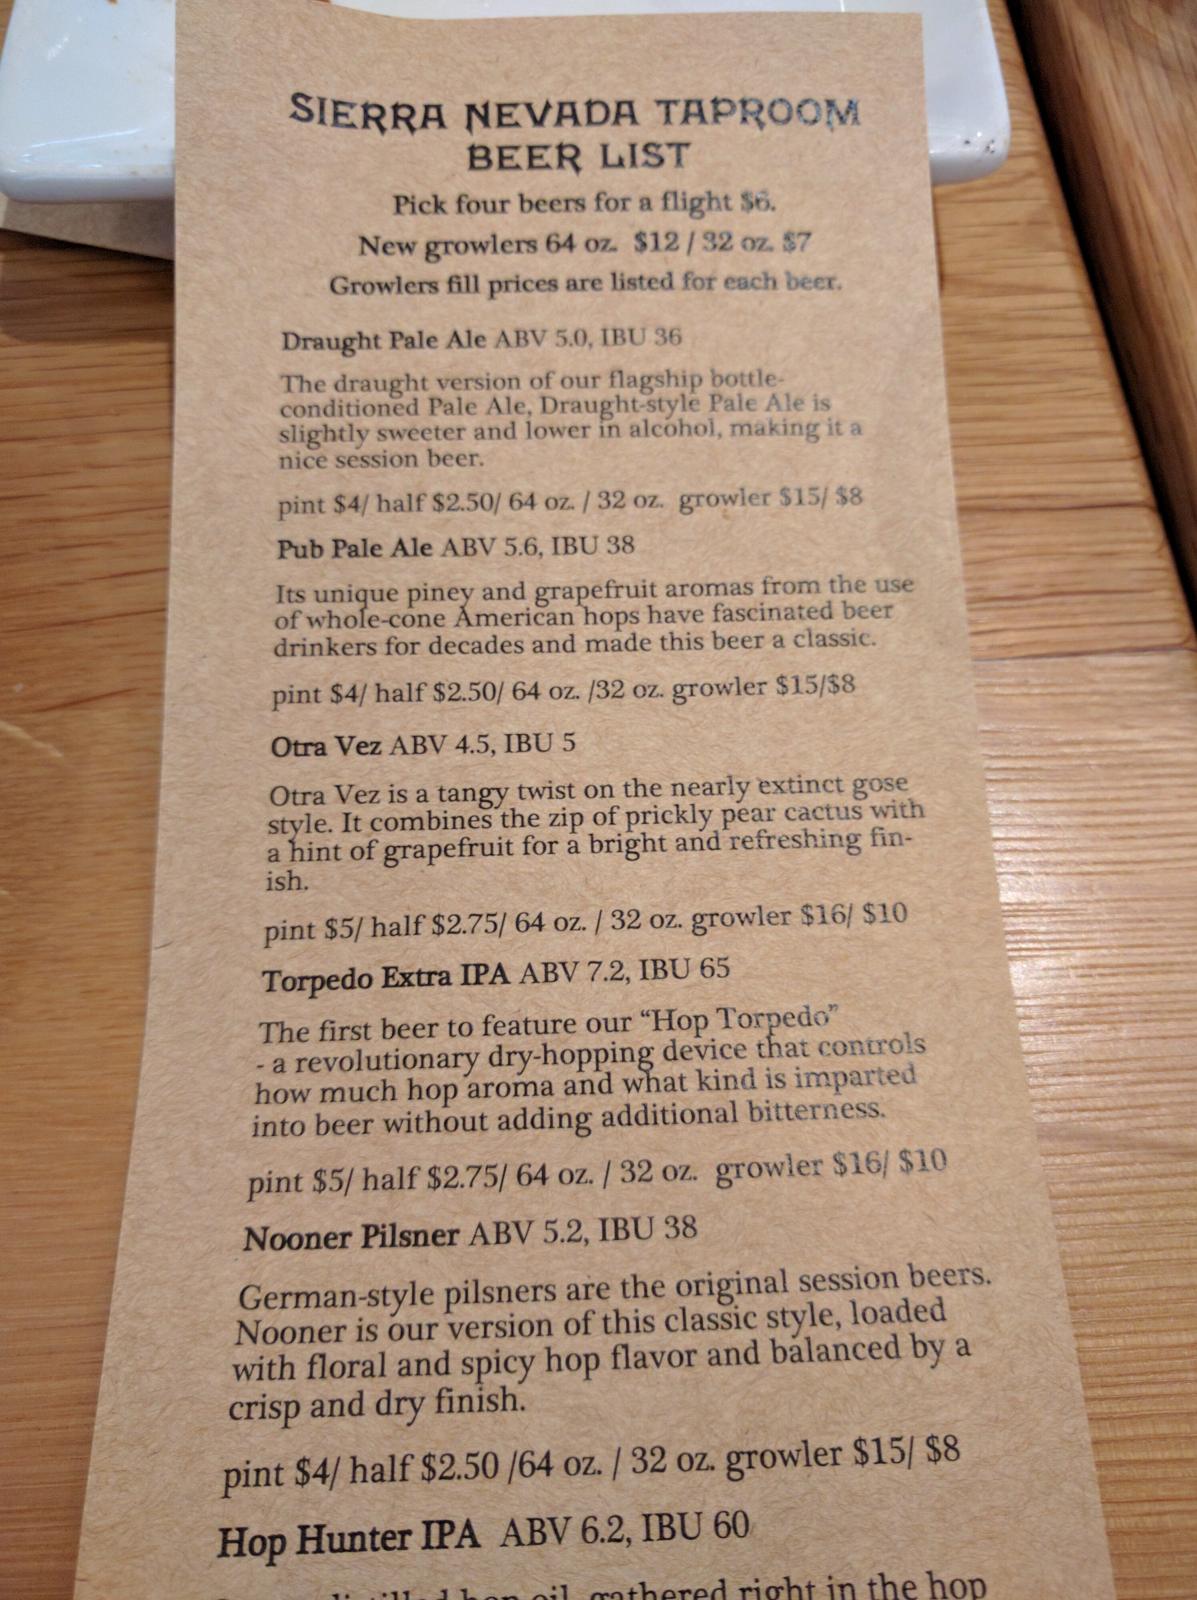 SIERRA NEVADA TAPROOM
BEER LIST
Pick four beers for a flight $6.
New growlers 64 oz. $12 / 32 oz. $7
Growlers fill prices are listed for each beer.
Draught Pale Ale ABV 5.0, IBU 36
The draught version of our flagship bottle-
conditioned Pale Ale, Draught-style Pale Ale is
slightly sweeter and lower in alcohol, making it a
nice session beer.
pint $4/ half $2.50/ 64 oz. / 32 oz. growler $15/ $8
Pub Pale Ale ABV 5.6, IBU 38
Its unique piney and grapefruit aromas from the use
of whole-cone American hops have fascinated beer
drinkers for decades and made this beer a classic.
pint $4/ half $2.50/ 64 oz. /32 oz. growler $15/$8
Otra Vez ABV 4.5, IBU 5
Otra Vez is a tangy twist on the nearly extinct gose
style. It combines the zip of prickly pear cactus with
a hint of grapefruit for a bright and refreshing fin-
ish.
pint $5/ half $2.75/ 64 oz. / 32 oz. growler $16/ $10
Torpedo Extra IPA ABV 7.2, IBU 65
The first beer to feature our “Hop Torpedo”
- a revolutionary dry-hopping device that controls
how much hop aroma and what kind is imparted
into beer without adding additional bitterness.
pint $5/ half $2.75/ 64 oz. / 32 oz. growler $16/ $10
Nooner Pilsner ABV 5.2, IBU 38
German-style pilsners are the original session beers.
Nooner is our version of this classic style, loaded
with floral and spicy hop flavor and balanced by a
crisp and dry finish.
pint $4/ half $2.50 /64 oz. / 32 oz. growler $15/ $8
Hop Hunter IPA ABV 6.2, IBU 60
distilled hop oil, gathered right in the hop